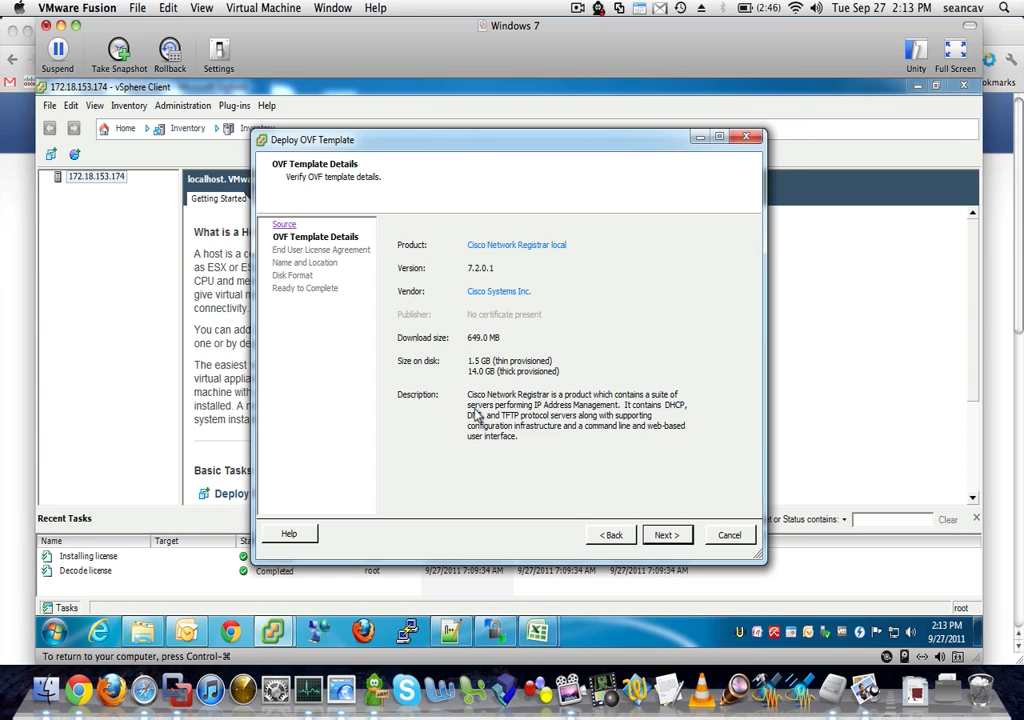 VMware Fusion File Edit View Virtual Machine Window Help (2:46) Tue Sep 27 2:13 PM seancav
Windows 7
Suspend Take Snapshot Rollback Settings Unity Full Screen
okmarks
172.18.153.174 - vSphere Client
File Edit View Inventory Administration Plug-ins Help
Home Inventory
Deploy OVF Template
OVF Template Details
Verify OVF template details.
172.18.153.174
localhost. VMwa
Getting Started
What is a H
A host is a c
as ESX or ES
CPU and me
give virtual m
connectivity.
You can add
one or by de
The easiest
virtual applia
machine with
installed. A n
system insta
Basic Tasks
Deploy
Source
OVF Template Details
End User License Agreement
Name and Location
Disk Format
Ready to Complete
Product: Cisco Network Registrar local
Version: 7.2.0.1
Vendor: Cisco Systems Inc.
Publisher: No certificate present
Download size: 649.0 MB
Size on disk: 1.5 GB (thin provisioned)
14.0 GB (thick provisioned)
Description: Cisco Network Registrar is a product which contains a suite of
servers performing IP Address Management. It contains DHCP,
and TFTP protocol servers along with supporting
configuration infrastructure and a command line and web-based
user interface.
Help < Back Next > Cancel
Recent Tasks t or Status contains: Clear
Name Target Sta
Installing license
Decode license Completed root 9/27/2011 7:09:34 AM 9/27/2011 7:09:34 AM 9/27/2011 7:09:34 AM
Tasks root
2:13 PM
9/27/2011
To return to your computer, press Control-⌘